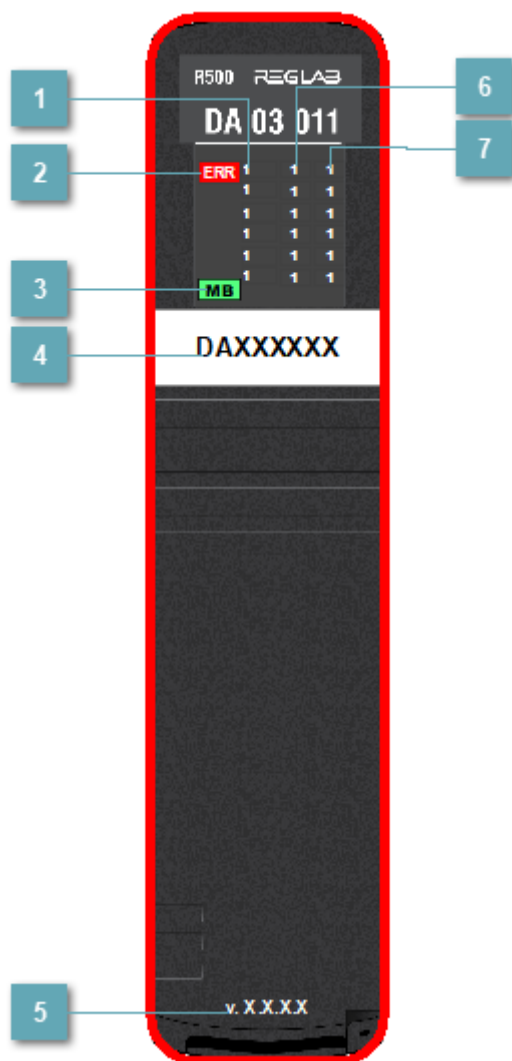 R500 REGLAB
DA 03 011
1
2
3
4
5
6
7
ERR 1 1 1
1 1 1
1 1 1
1 1 1
1 1 1
1 1 1
MB
DAXXXXXX
v. X.X.X.X